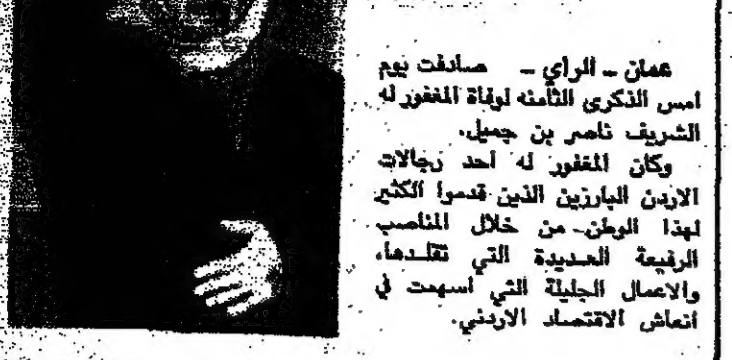 عمان - الراي - صادفت يوم
امس الذكرى الثامنه لوفاة المغفور له
الشريف ناصر بن جميل.
وكان المغفور له احد رجالات
الاردن البارزين الذين قدموا الكثير
لهذا الوطن من خلال المناصب
الرفيعة العديدة التي تقلدها،
والاعمال الجليلة التي اسهمت في
انعاش الاقتصاد الاردني.